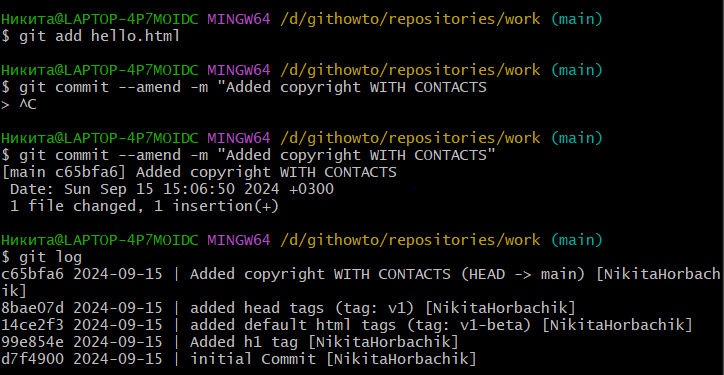 Никита@LAPTOP-4P7MOIDC MINGW64 /d/githowto/repositories/work (main)
$ git add hello.html
Никита@LAPTOP-4P7MOIDC MINGW64 /d/githowto/repositories/work (main)
$ git commit --amend -m "Added copyright WITH CONTACTS
> ^C
Никита@LAPTOP-4P7MOIDC MINGW64 /d/githowto/repositories/work (main)
$ git commit --amend -m "Added copyright WITH CONTACTS"
[main c65bfa6] Added copyright WITH CONTACTS
 Date: Sun Sep 15 15:06:50 2024 +0300
 1 file changed, 1 insertion(+)
Никита@LAPTOP-4P7MOIDC MINGW64 /d/githowto/repositories/work (main)
$ git log
c65bfa6 2024-09-15 | Added copyright WITH CONTACTS (HEAD -> main) [NikitaHorbach
ik]
8bae07d 2024-09-15 | added head tags (tag: v1) [NikitaHorbachik]
14ce2f3 2024-09-15 | added default html tags (tag: v1-beta) [NikitaHorbachik]
99e854e 2024-09-15 | Added h1 tag [NikitaHorbachik]
d7f4900 2024-09-15 | initial Commit [NikitaHorbachik]